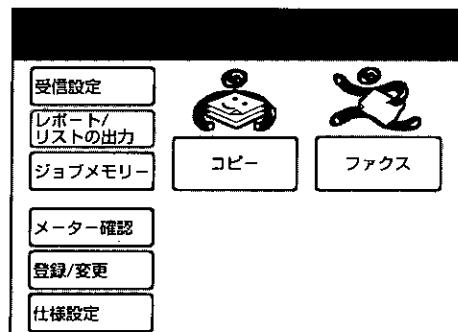 受信設定
レポート/
リストの出力
ジョブメモリー
コピー
ファクス
メーター確認
登録/変更
仕様設定